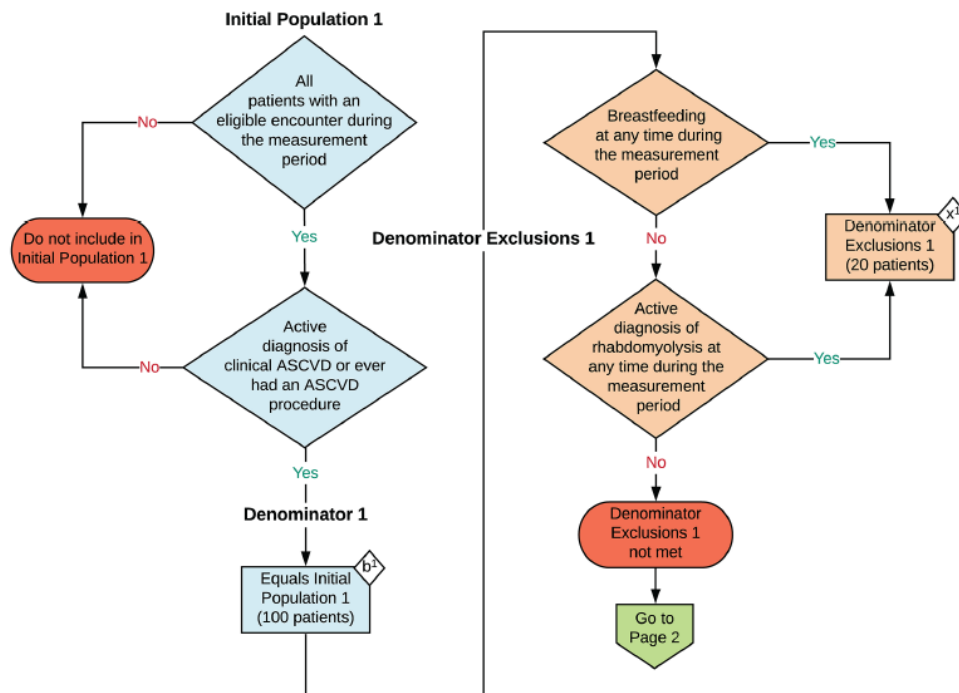 Initial Population 1
All
patients with an
eligible encounter during
the measurement
period
No
Do not include in
Initial Population 1
Yes
Active
diagnosis of
clinical ASCVD or ever
had an ASCVD
procedure
No
Yes
Denominator 1
b¹
Equals Initial
Population 1
(100 patients)
Denominator Exclusions 1
Breastfeeding
at any time during
the measurement
period
Yes
x¹
Denominator
Exclusions 1
(20 patients)
No
Active
diagnosis of
rhabdomyolysis at
any time during the
measurement
period
Yes
No
Denominator
Exclusions 1
not met
Go to
Page 2